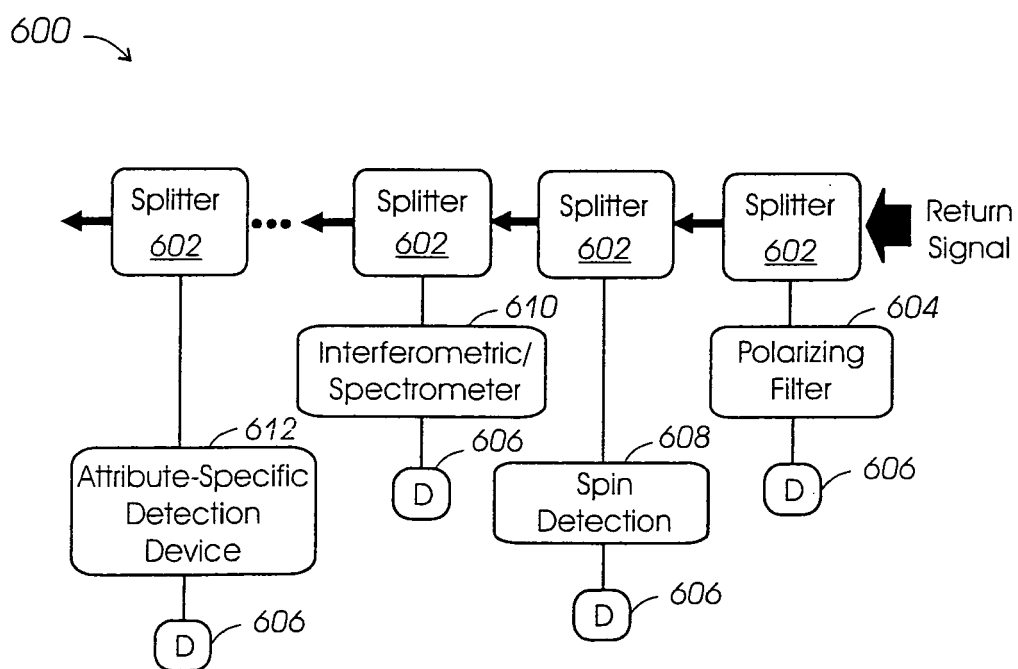 600
Splitter
602
•••
Splitter
602
Splitter
602
Splitter
602
Return
Signal
610
Interferometric/
Spectrometer
604
Polarizing
Filter
612
Attribute-Specific
Detection
Device
606
D
608
Spin
Detection
606
D
606
D
606
D